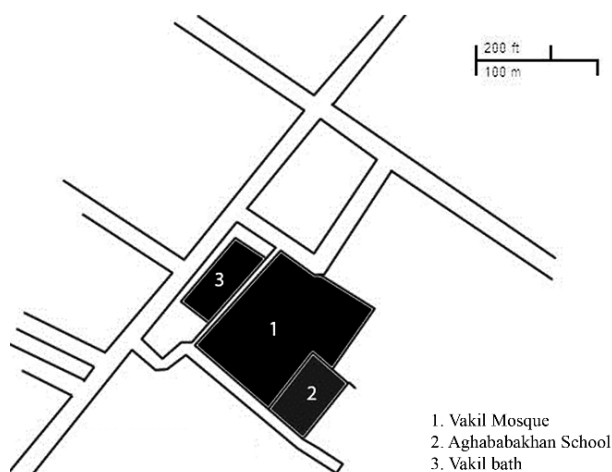 200 ft
100 m
3
1
2
1. Vakil Mosque
2. Aghababakhan School
3. Vakil bath